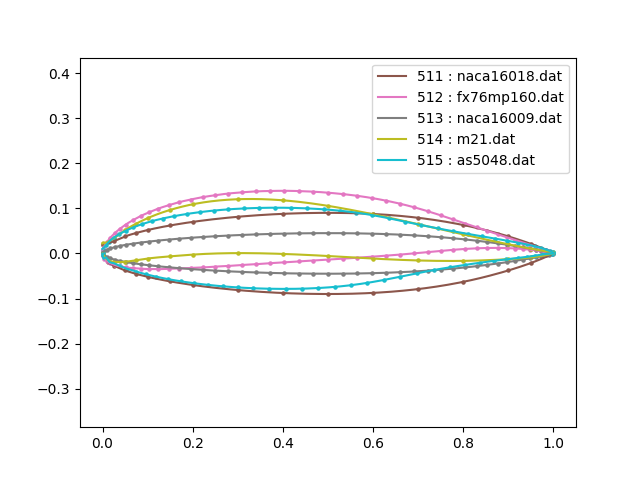 0.4
0.3
0.2
0.1
0.0
−0.1
−0.2
−0.3
0.0 0.2 0.4 0.6 0.8 1.0
511 : naca16018.dat
512 : fx76mp160.dat
513 : naca16009.dat
514 : m21.dat
515 : as5048.dat